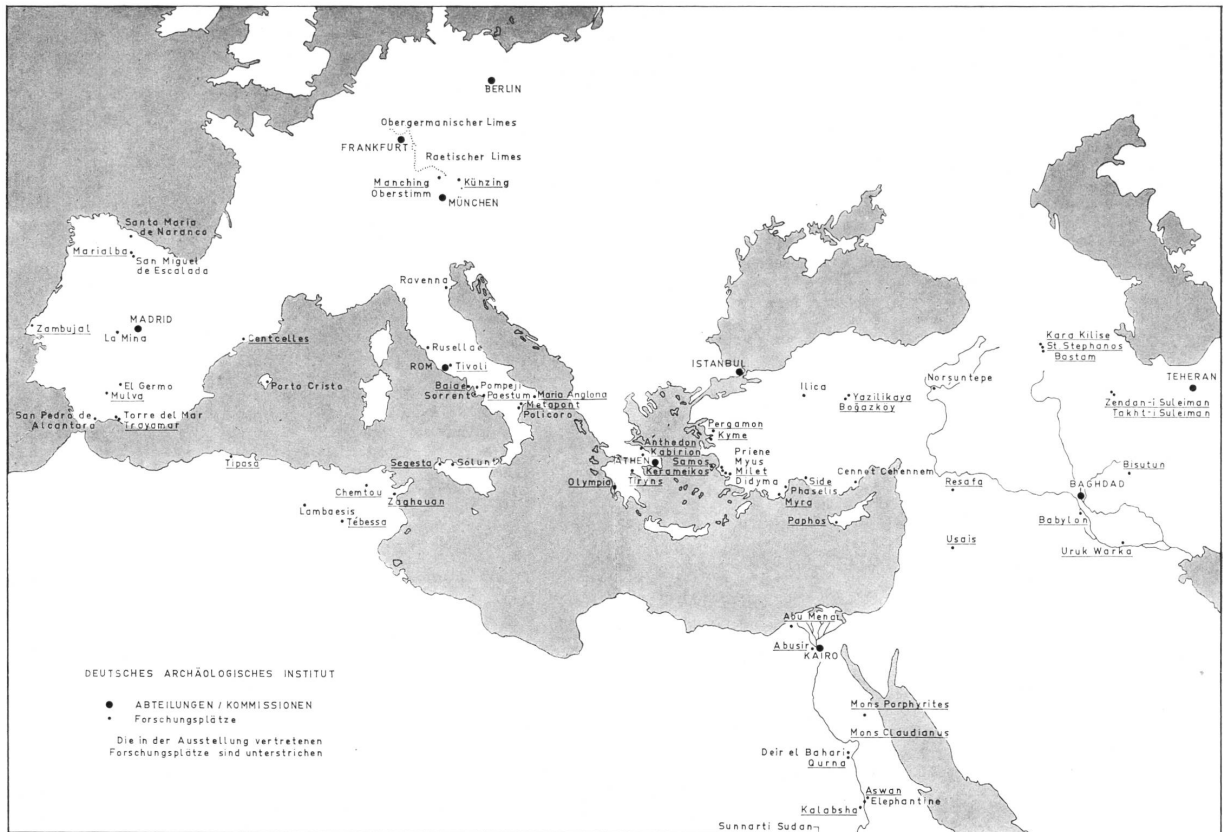 BERLIN
Obergermanischer Limes
FRANKFURT
Raetischer Limes
Manching
Oberstimm
Künzing
MÜNCHEN
Santa Maria
de Naranco
Marialba
San Miguel
de Escalada
Ravenna
Zambujal
MADRID
La Mina
Centcelles
Rusellae
ROM
Tivoli
ISTANBUL
Kara Kilise
St Stephanos
Bastam
TEHERAN
El Germo
Mulva
Porto Cristo
Baiae
Pompeji
Sorrent
Paestum
Maria Anglona
Metapont
Policoro
Ilica
Yazilikaya
Boğazköy
Norsuntepe
Zendan-i Suleiman
Takht-i Suleiman
San Pedro de
Alcantara
Torre del Mar
Trayamar
Pergamon
Kyme
Anthedon
Kabirion
ATHEN
Samos
Kerameikos
Priene
Myus
Milet
Didyma
Tipasa
Segesta
Solunt
Olympia
Tiryns
Side
Phaselis
Myra
Cennet Cehennem
Resafa
Bisutun
BAGHDAD
Chemtou
Zaghouan
Lambaesis
Tébessa
Paphos
Babylon
Usais
Uruk Warka
Abu Mena
Abusir
KAIRO
DEUTSCHES ARCHÄOLOGISCHES INSTITUT
ABTEILUNGEN / KOMMISSIONEN
Forschungsplätze
Die in der Ausstellung vertretenen
Forschungsplätze sind unterstrichen
Mons Porphyrites
Mons Claudianus
Deir el Bahari
Qurna
Aswan
Elephantine
Kalabsha
Sunnarti Sudan